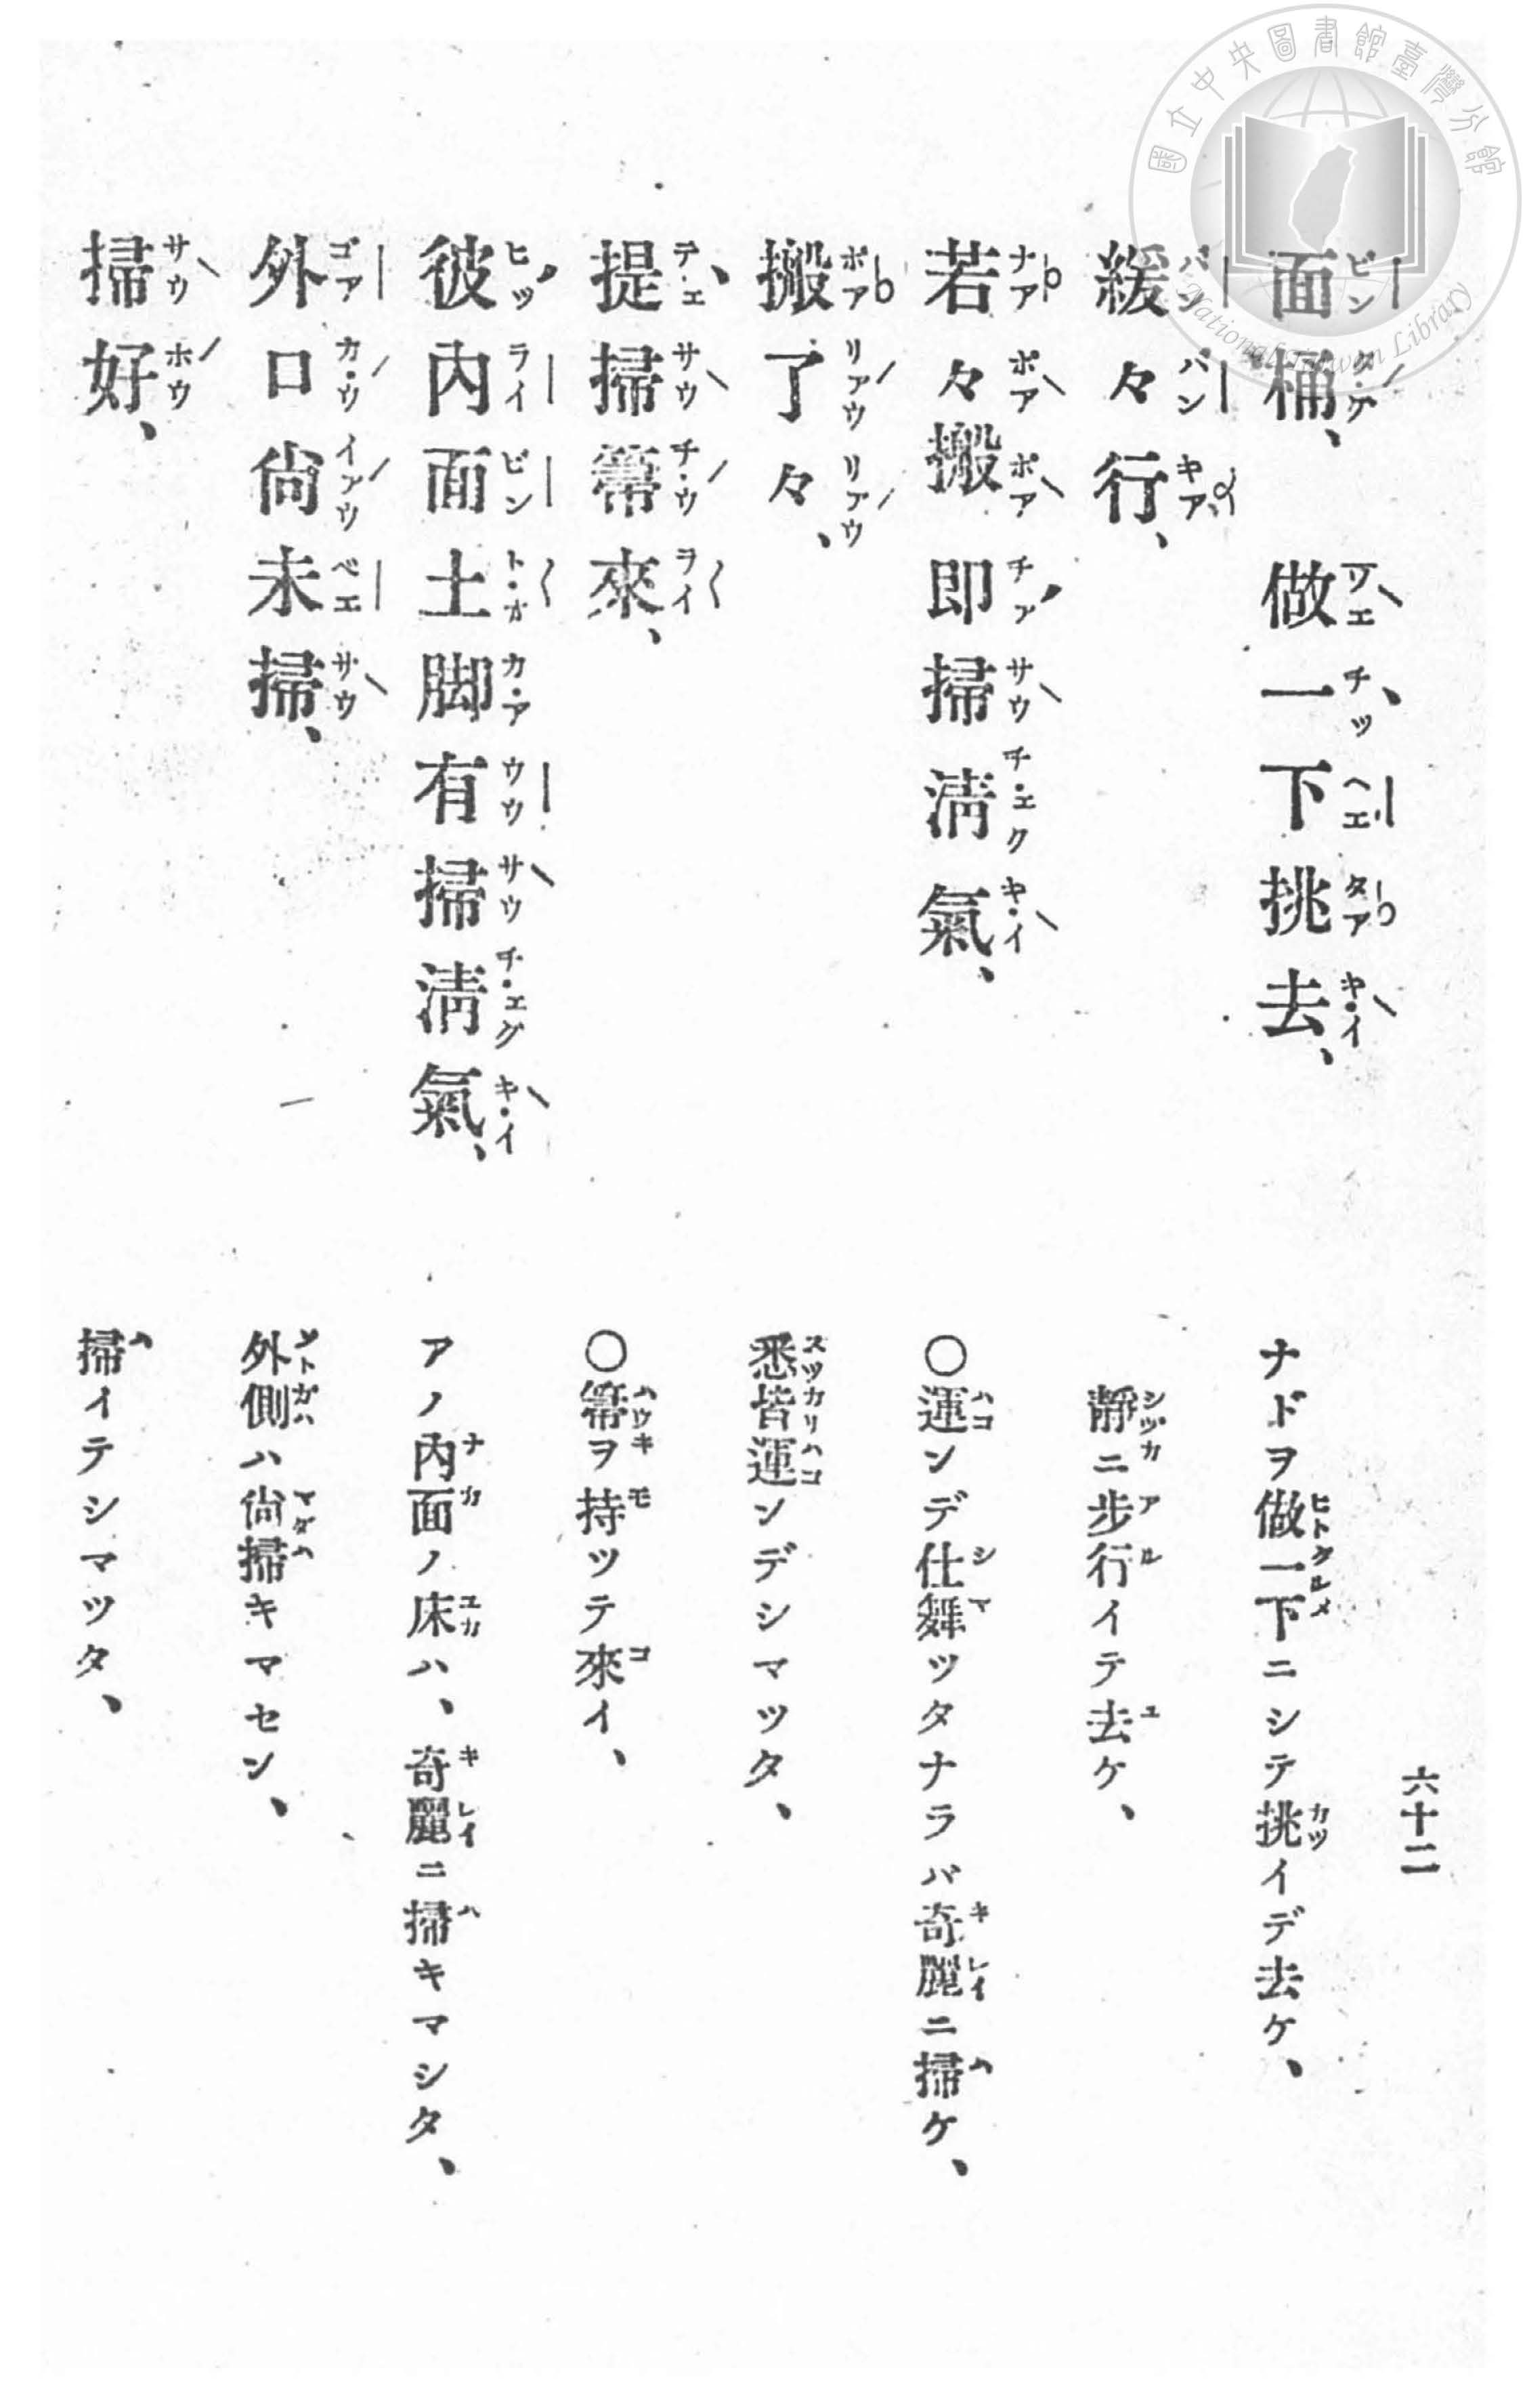 國立中央圖書館臺灣分館
National Taiwan Library
六十二
面桶、做一下挑去、
ナドヲ做一下ニシテ挑イデ去ケ、
緩々行、
靜ニ步行イテ去ケ、
若々搬搬即掃淸氣、
○運ンデ仕舞ツタナラバ奇麗ニ掃ケ、
搬了々、
悉皆運ンデシマツタ、
提掃箒來、
○箒ヲ持ツテ來イ、
彼內面土脚有掃淸氣、
アノ內面ノ床ハ、奇麗ニ掃キマシタ、
外口尙未掃、
外側ハ尙掃キマセン、
掃好、
掃イテシマツタ、